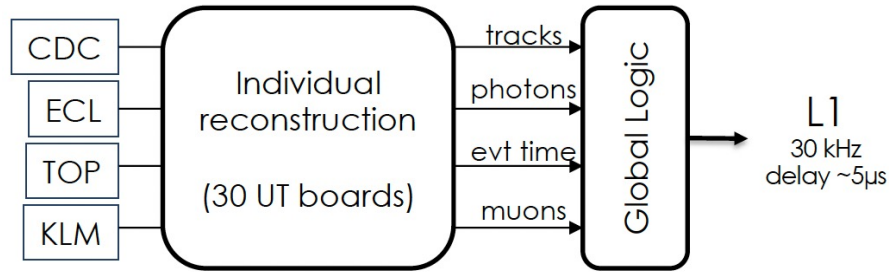 CDC
ECL
TOP
KLM
Individual
reconstruction
(30 UT boards)
tracks
photons
evt time
muons
Global Logic
L1
30 kHz
delay ~5μs